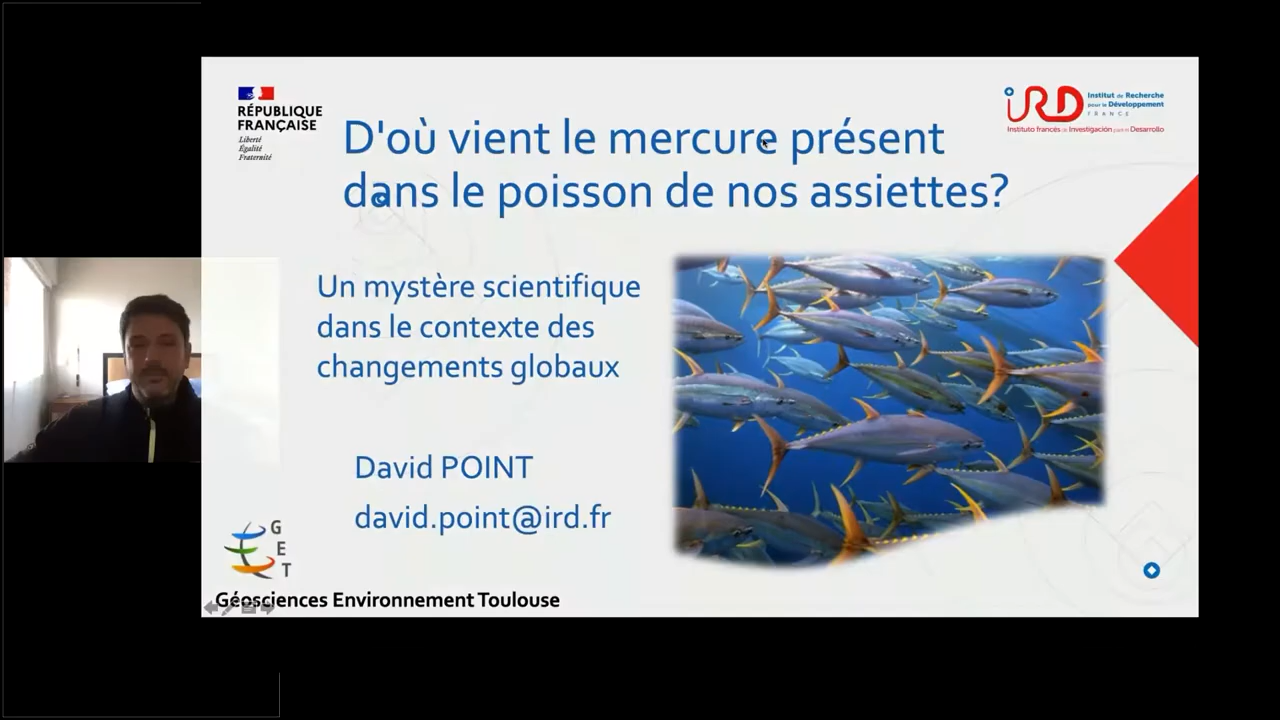 RÉPUBLIQUE
FRANÇAISE
Liberté
Égalité
Fraternité
IRD
Institut de Recherche
pour le Développement
FRANCE
Instituto francés de Investigación para el Desarrollo
D'où vient le mercure présent
dans le poisson de nos assiettes?
Un mystère scientifique
dans le contexte des
changements globaux
David POINT
david.point@ird.fr
G
E
T
Géosciences Environnement Toulouse